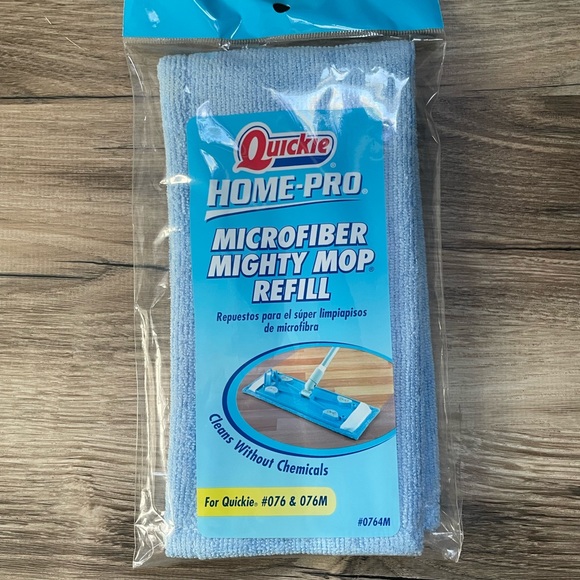 Quickie®
HOME-PRO®
MICROFIBER
MIGHTY MOP®
REFILL
Repuestos para el súper limpiapisos
de microfibra
Cleans Without Chemicals
For Quickie® #076 & 076M
#0764M